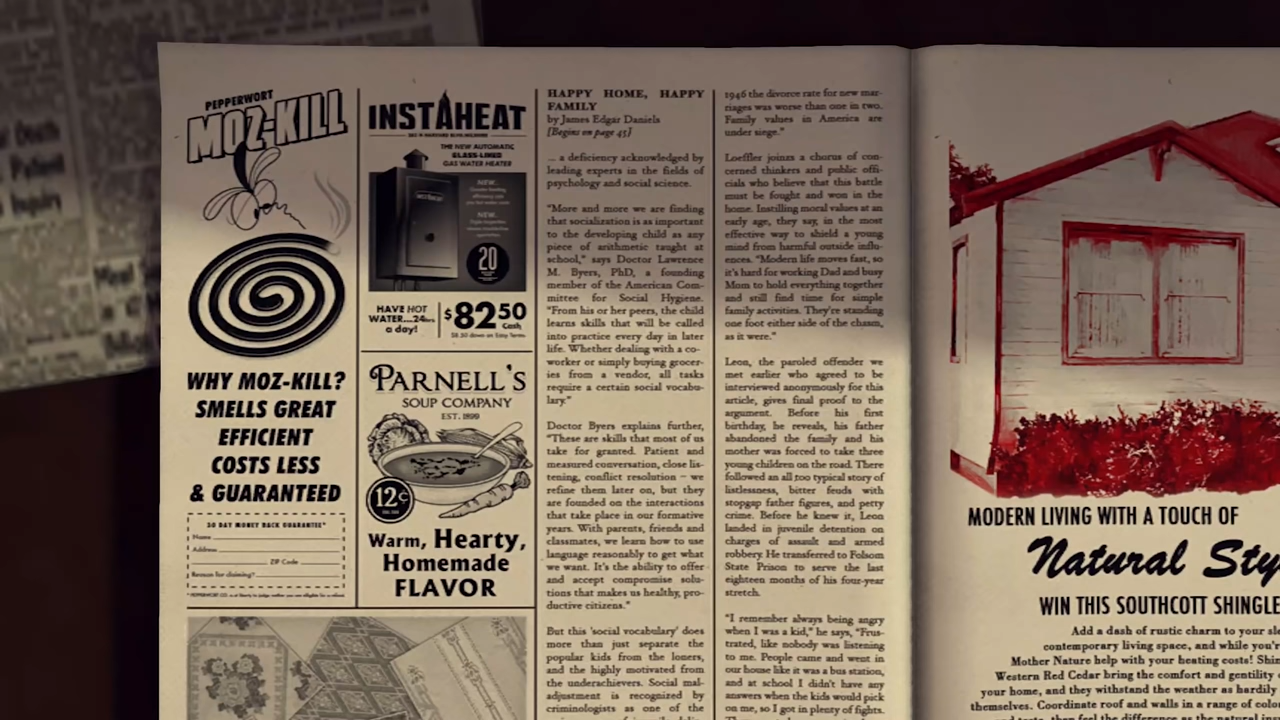 PEPPERWORT
MOZ-KILL
WHY MOZ-KILL?
SMELLS GREAT
EFFICIENT
COSTS LESS
& GUARANTEED
30 DAY MONEY BACK GUARANTEE*
Name
Address
ZIP Code
Reason for claiming?
INSTAHEAT
THE NEW AUTOMATIC
GLASS-LINED
GAS WATER HEATER
NEW...
NEW...
20
HAVE HOT
WATER...24hrs
a day!
$82.50
Cash
$8.50 down on Easy Terms
PARNELL'S
SOUP COMPANY
EST. 1899
12¢
Warm, Hearty,
Homemade
FLAVOR
HAPPY HOME, HAPPY
FAMILY
by James Edgar Daniels
[Begins on page 45]
... a deficiency acknowledged by
leading experts in the fields of
psychology and social science.
"More and more we are finding
that socialization is as important
to the developing child as any
piece of arithmetic taught at
school," says Doctor Lawrence
M. Byers, PhD, a founding
member of the American Com-
mittee for Social Hygiene.
"From his or her peers, the child
learns skills that will be called
into practice every day in later
life. Whether dealing with a co-
worker or simply buying grocer-
ies from a vendor, all tasks
require a certain social vocabu-
lary."
Doctor Byers explains further,
"These are skills that most of us
take for granted. Patient and
measured conversation, close lis-
tening, conflict resolution – we
refine them later on, but they
are founded on the interactions
that take place in our formative
years. With parents, friends and
classmates, we learn how to use
language reasonably to get what
we want. It's the ability to offer
and accept compromise solu-
tions that makes us healthy, pro-
ductive citizens."
But this 'social vocabulary' does
more than just separate the
popular kids from the loners,
and the highly motivated from
the underachievers. Social mal-
adjustment is recognized by
criminologists as one of the
1946 the divorce rate for new mar-
riages was worse than one in two.
Family values in America are
under siege."
Loeffler joinzs a chorus of con-
cerned thinkers and public offi-
cials who believe that this battle
must be fought and won in the
home. Instilling moral values at an
early age, they say, in the most
effective way to shield a young
mind from harmful outside influ-
ences. "Modern life moves fast, so
it's hard for working Dad and busy
Mom to hold everything together
and still find time for simple
family activities. They're standing
one foot either side of the chasm,
as it were."
Leon, the paroled offender we
met earlier who agreed to be
interviewed anonymously for this
article, gives final proof to the
argument. Before his first
birthday, he reveals, his father
abandoned the family and his
mother was forced to take three
young children on the road. There
followed an all too typical story of
listlessness, bitter feuds with
stopgap father figures, and petty
crime. Before he knew it, Leon
landed in juvenile detention on
charges of assault and armed
robbery. He transferred to Folsom
State Prison to serve the last
eighteen months of his four-year
stretch.
"I remember always being angry
when I was a kid," he says, "Frus-
trated, like nobody was listening
to me. People came and went in
our house like it was a bus station,
and at school I didn't have any
answers when the kids would pick
on me, so I got in plenty of fights.
MODERN LIVING WITH A TOUCH OF
Natural Sty
WIN THIS SOUTHCOTT SHINGLE
Add a dash of rustic charm to your
contemporary living space, and while you're
Mother Nature help with your heating costs!
Western Red Cedar bring the comfort and gentility
your home, and they withstand the weather as hardily
themselves. Coordinate roof and walls in a range of